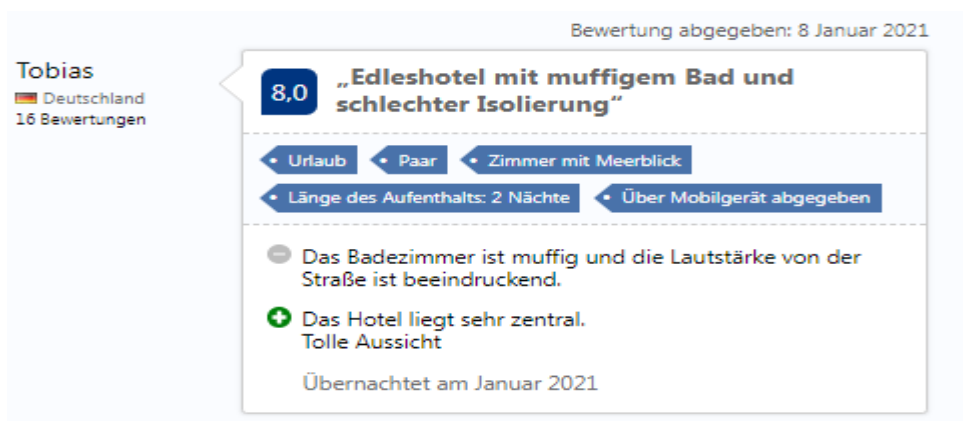 Bewertung abgegeben: 8 Januar 2021
Tobias
Deutschland
16 Bewertungen
8,0
„Edleshotel mit muffigem Bad und
schlechter Isolierung“
• Urlaub • Paar • Zimmer mit Meerblick
• Länge des Aufenthalts: 2 Nächte • Über Mobilgerät abgegeben
Das Badezimmer ist muffig und die Lautstärke von der
Straße ist beeindruckend.
Das Hotel liegt sehr zentral.
Tolle Aussicht
Übernachtet am Januar 2021